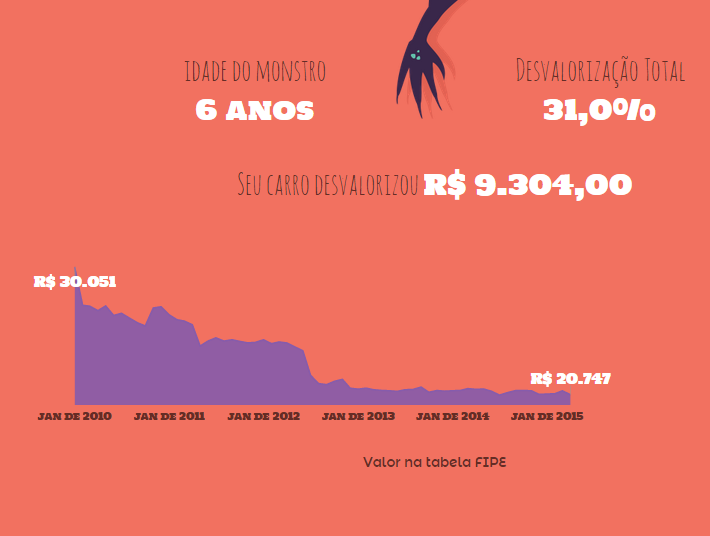 IDADE DO MONSTRO
6 ANOS
DESVALORIZAÇÃO TOTAL
31,0%
SEU CARRO DESVALORIZOU R$ 9.304,00
R$ 30.051
R$ 20.747
JAN DE 2010 JAN DE 2011 JAN DE 2012 JAN DE 2013 JAN DE 2014 JAN DE 2015
Valor na tabela FIPE